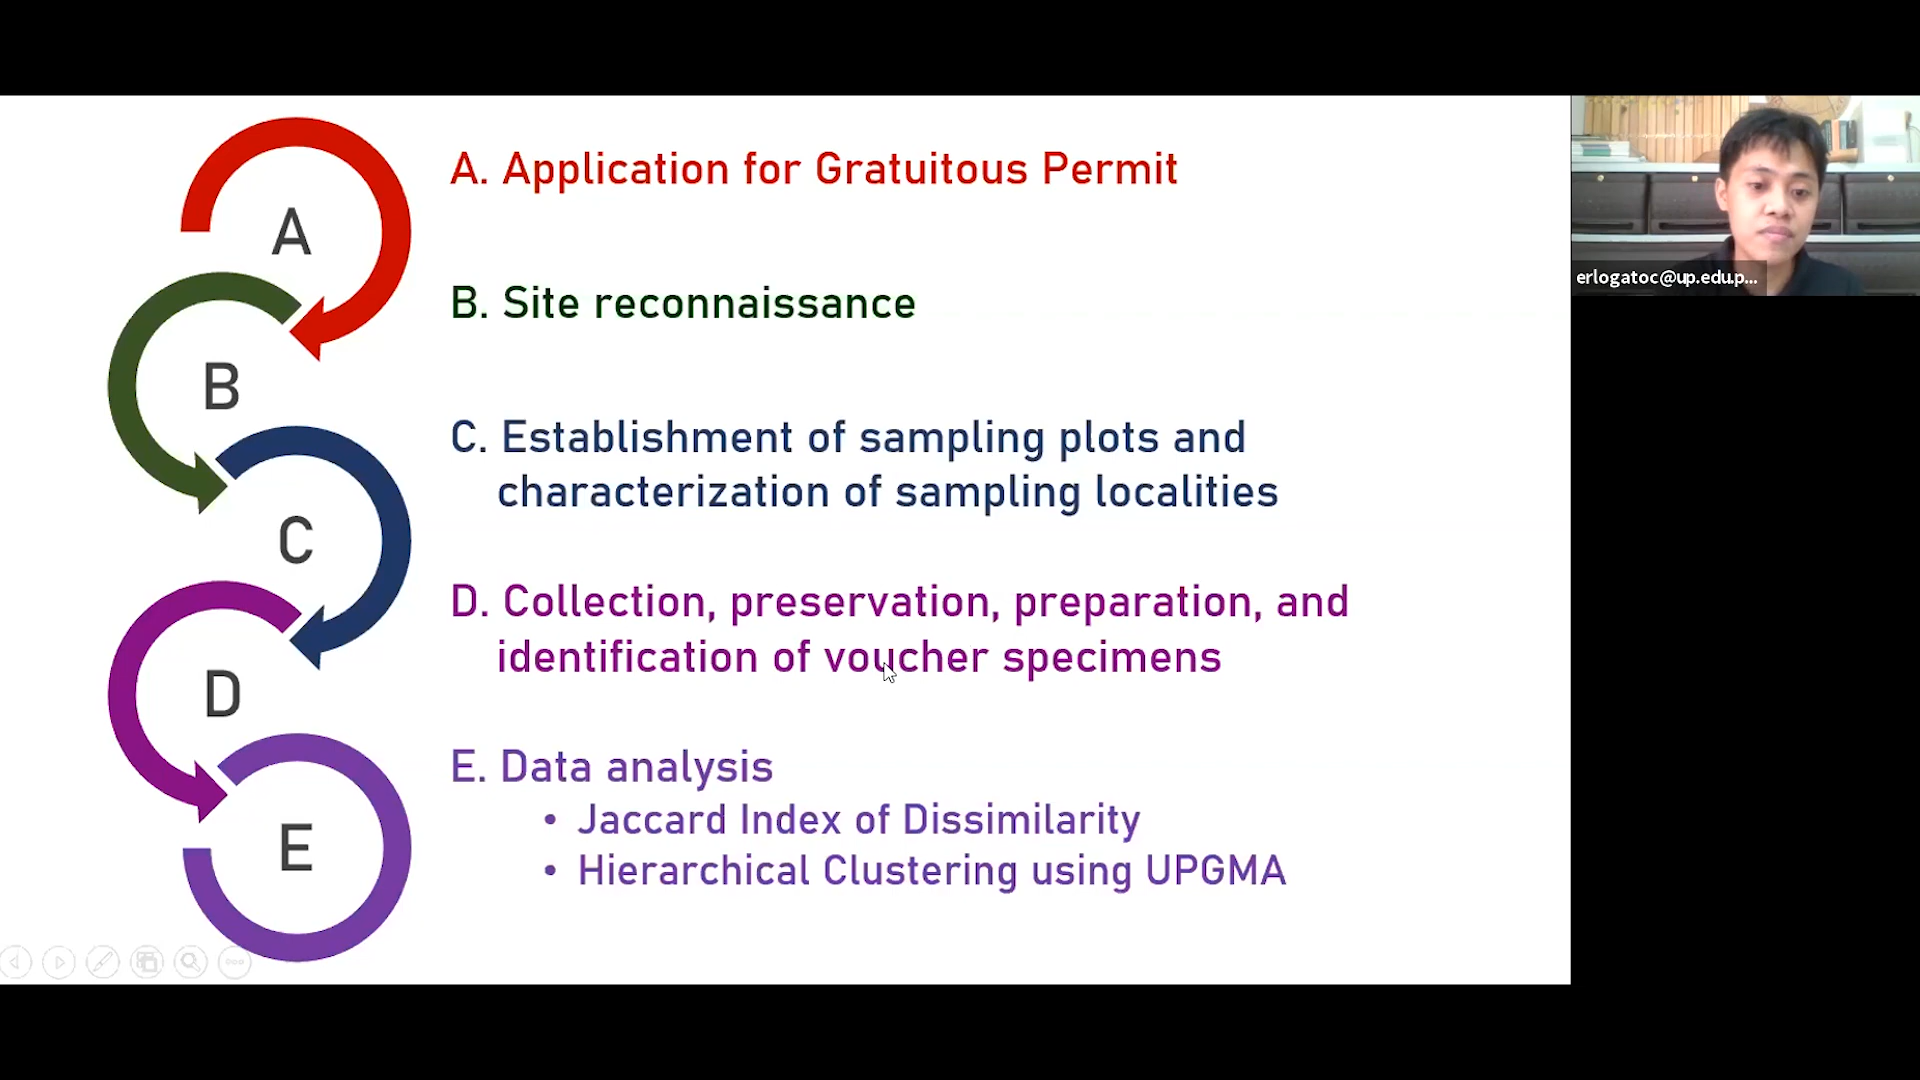 A
A. Application for Gratuitous Permit
B
B. Site reconnaissance
C
C. Establishment of sampling plots and
characterization of sampling localities
D
D. Collection, preservation, preparation, and
identification of voucher specimens
E
E. Data analysis
• Jaccard Index of Dissimilarity
• Hierarchical Clustering using UPGMA
erlogatoc@up.edu.p...